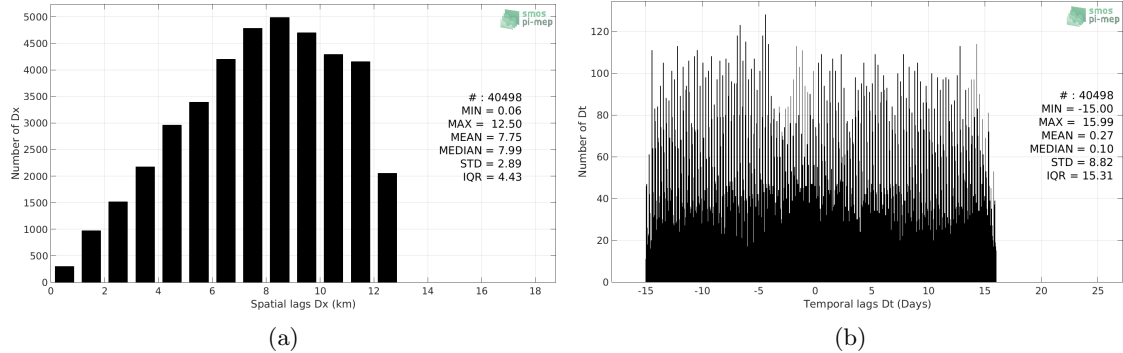 5000
4500
4000
3500
3000
2500
2000
1500
1000
500
0
Number of Dx
0 2 4 6 8 10 12 14 16 18
Spatial lags Dx (km)
smos
pi-mep
# : 40498
MIN = 0.06
MAX = 12.50
MEAN = 7.75
MEDIAN = 7.99
STD = 2.89
IQR = 4.43
(a)
120
100
80
60
40
20
0
Number of Dt
-15 -10 -5 0 5 10 15 20 25
Temporal lags Dt (Days)
smos
pi-mep
# : 40498
MIN = -15.00
MAX = 15.99
MEAN = 0.27
MEDIAN = 0.10
STD = 8.82
IQR = 15.31
(b)